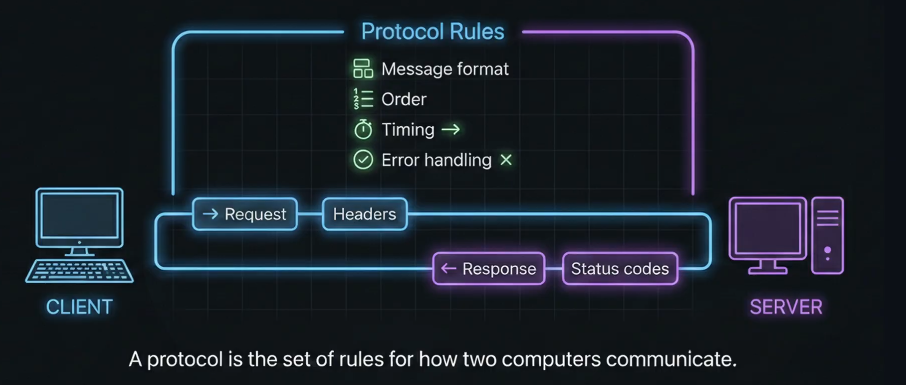 Protocol Rules
Message format
Order
Timing →
Error handling ×
→ Request
Headers
← Response
Status codes
CLIENT
SERVER
A protocol is the set of rules for how two computers communicate.